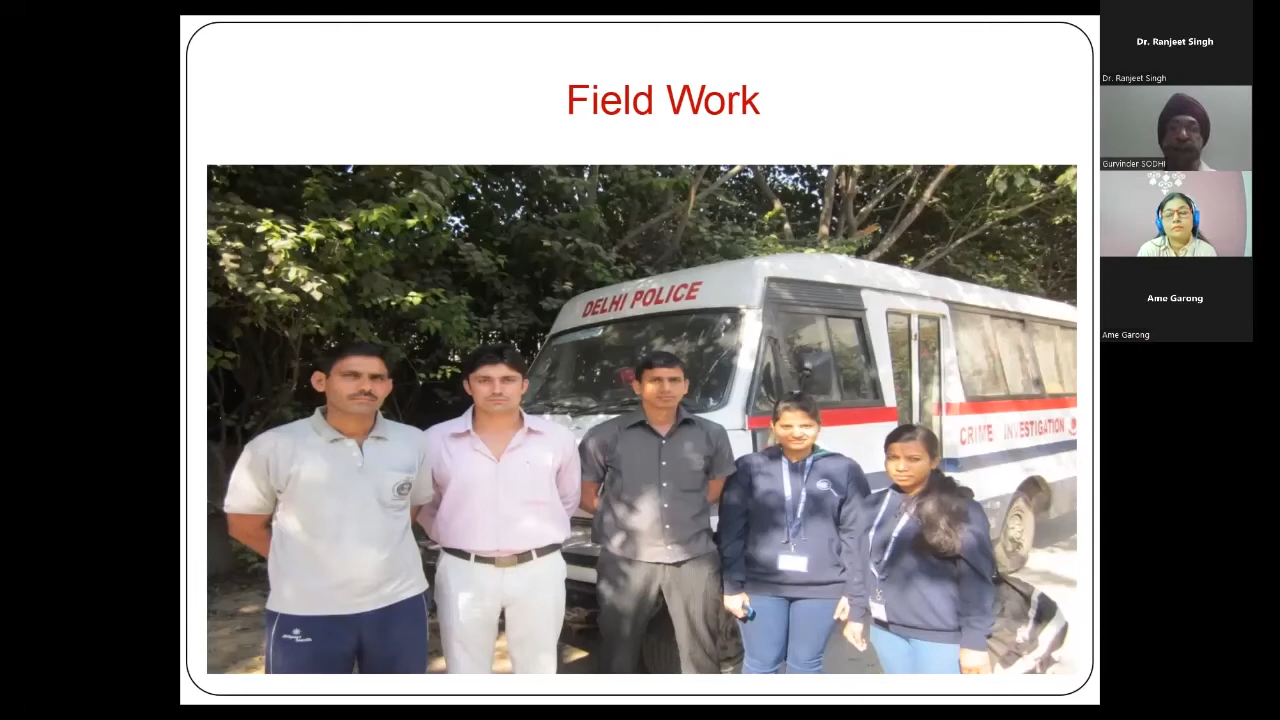 Field Work
DELHI POLICE
CRIME INVESTIGATION
Dr. Ranjeet Singh
Dr. Ranjeet Singh
Gurvinder SODHI
Ame Garong
Ame Garong